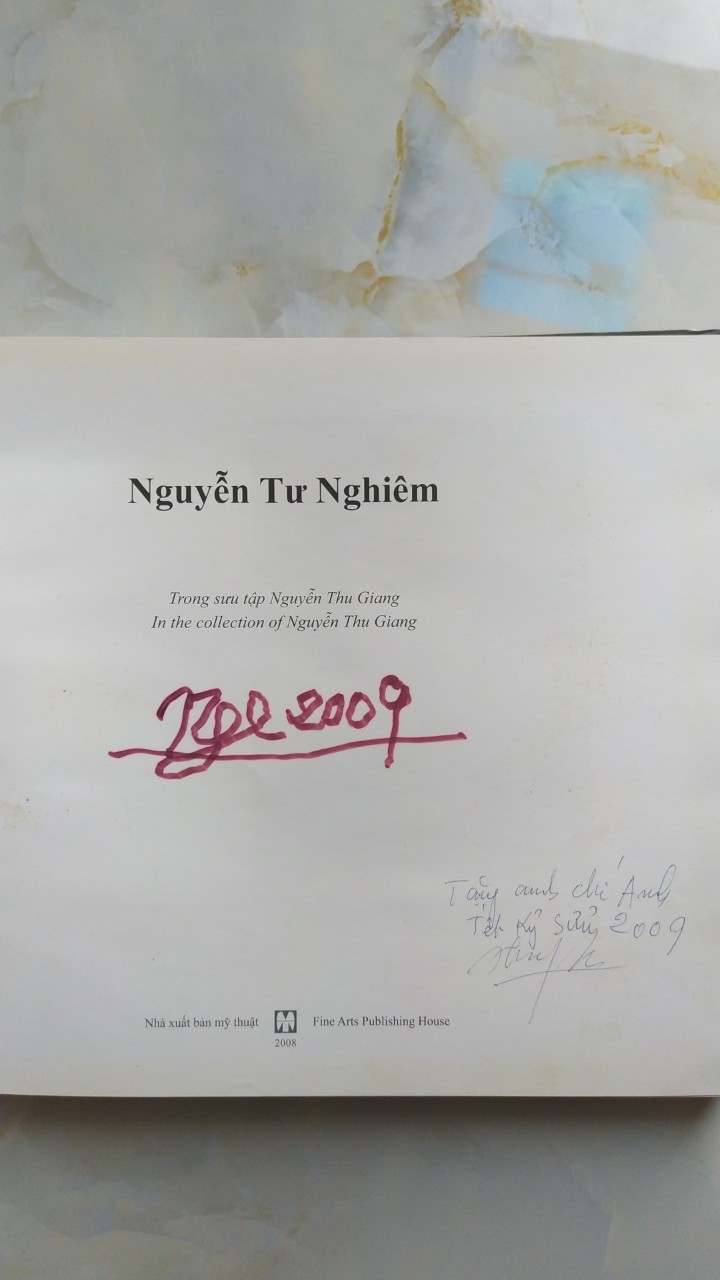 Nguyễn Tư Nghiêm
Trong sưu tập Nguyễn Thu Giang
In the collection of Nguyễn Thu Giang
2009
Tặng anh chị Anh
Tết Kỷ Sửu 2009
Nhà xuất bản mỹ thuật Fine Arts Publishing House
2008